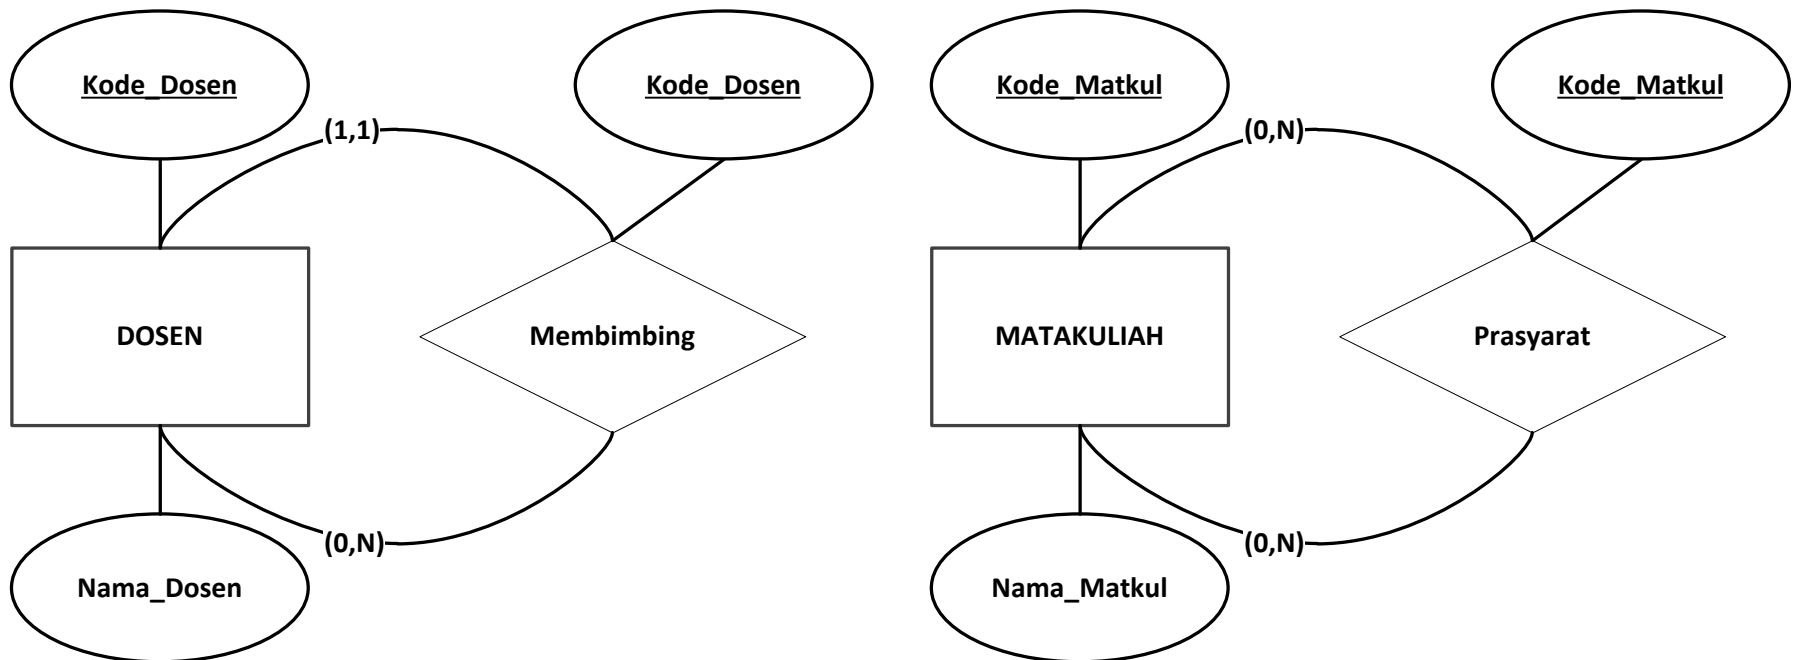 Kode_Dosen
Kode_Dosen
Kode_Matkul
Kode_Matkul
(1,1)
(0,N)
DOSEN
Membimbing
MATAKULIAH
Prasyarat
(0,N)
(0,N)
Nama_Dosen
Nama_Matkul